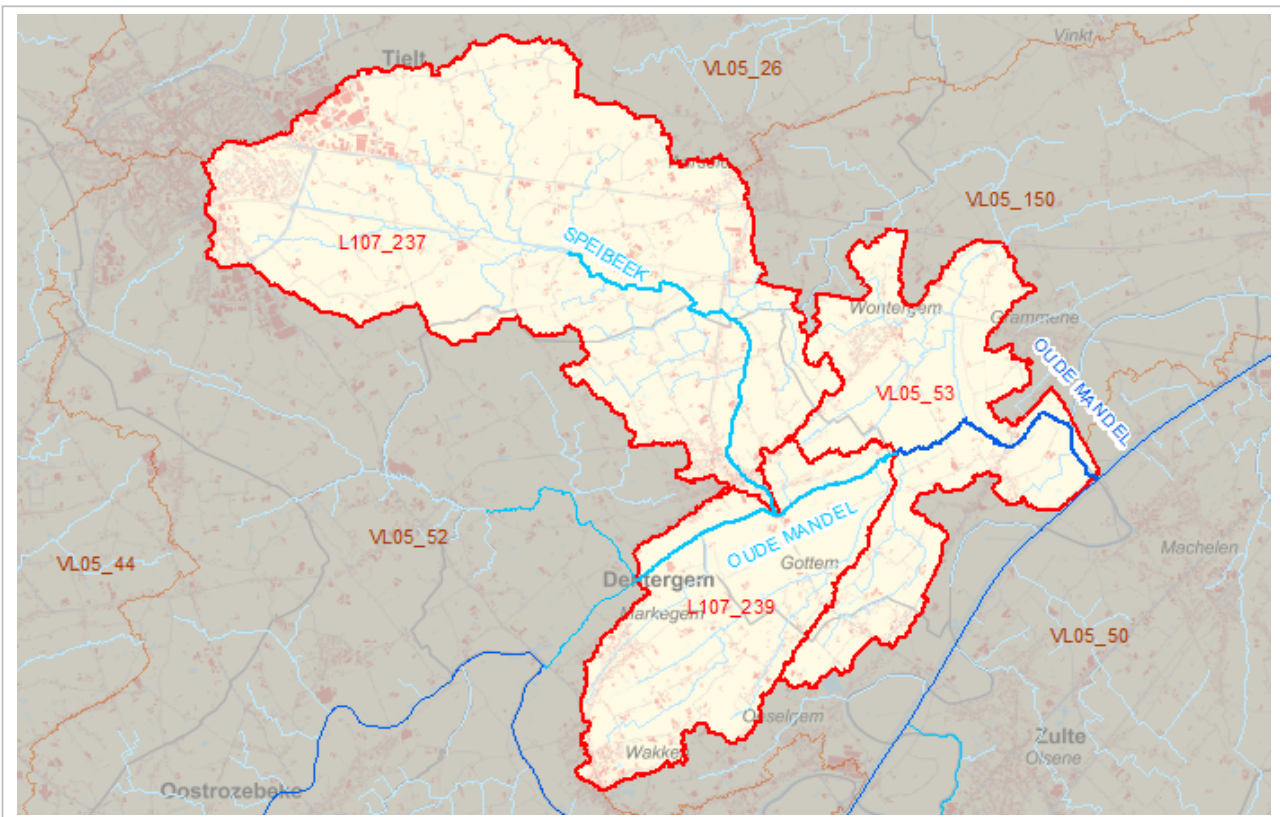 Vinkt
Tielt
VL05_26
VL05_150
L107_237
SPEIBEEK
Wontergem
Grammene
OUDE MANDEL
VL05_53
VL05_52
VL05_44
OUDE MANDEL
Machelen
Gottem
Dentergem
L107_239
Markegem
VL05_50
Oeselgem
Zulte
Olsene
Wakken
Oostrozebeke